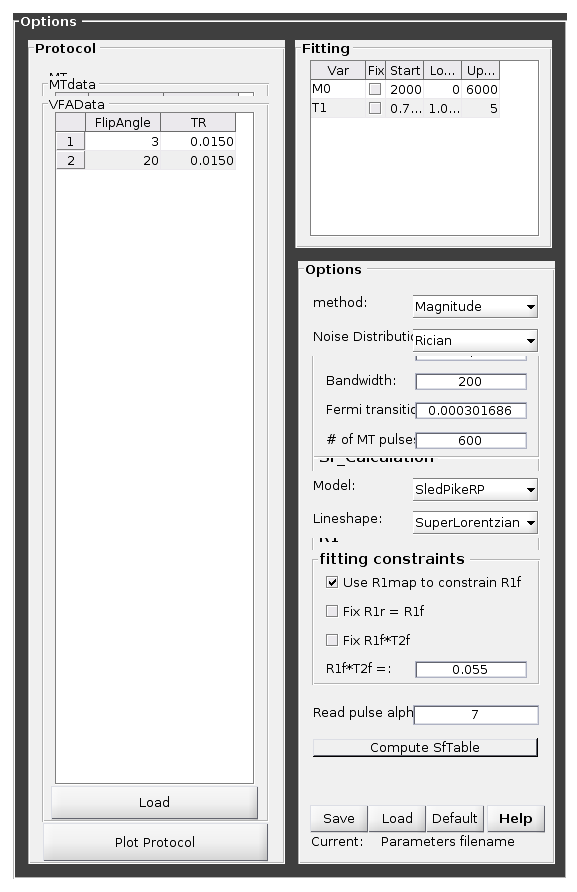 Options
Protocol
MTdata
VFAData
FlipAngle TR
1 3 0.0150
2 20 0.0150
Load
Plot Protocol
Fitting
Var Fix Start Lo... Up...
M0 2000 0 6000
T1 0.7... 1.0... 5
Options
method: Magnitude
Noise Distributic Rician
Bandwidth: 200
Fermi transitic 0.000301686
# of MT pulses 600
Sf_Calculation
Model: SledPikeRP
Lineshape: SuperLorentzian
R1
fitting constraints
Use R1map to constrain R1f
Fix R1r = R1f
Fix R1f*T2f
R1f*T2f =: 0.055
Read pulse alph 7
Compute SfTable
Save Load Default Help
Current: Parameters filename